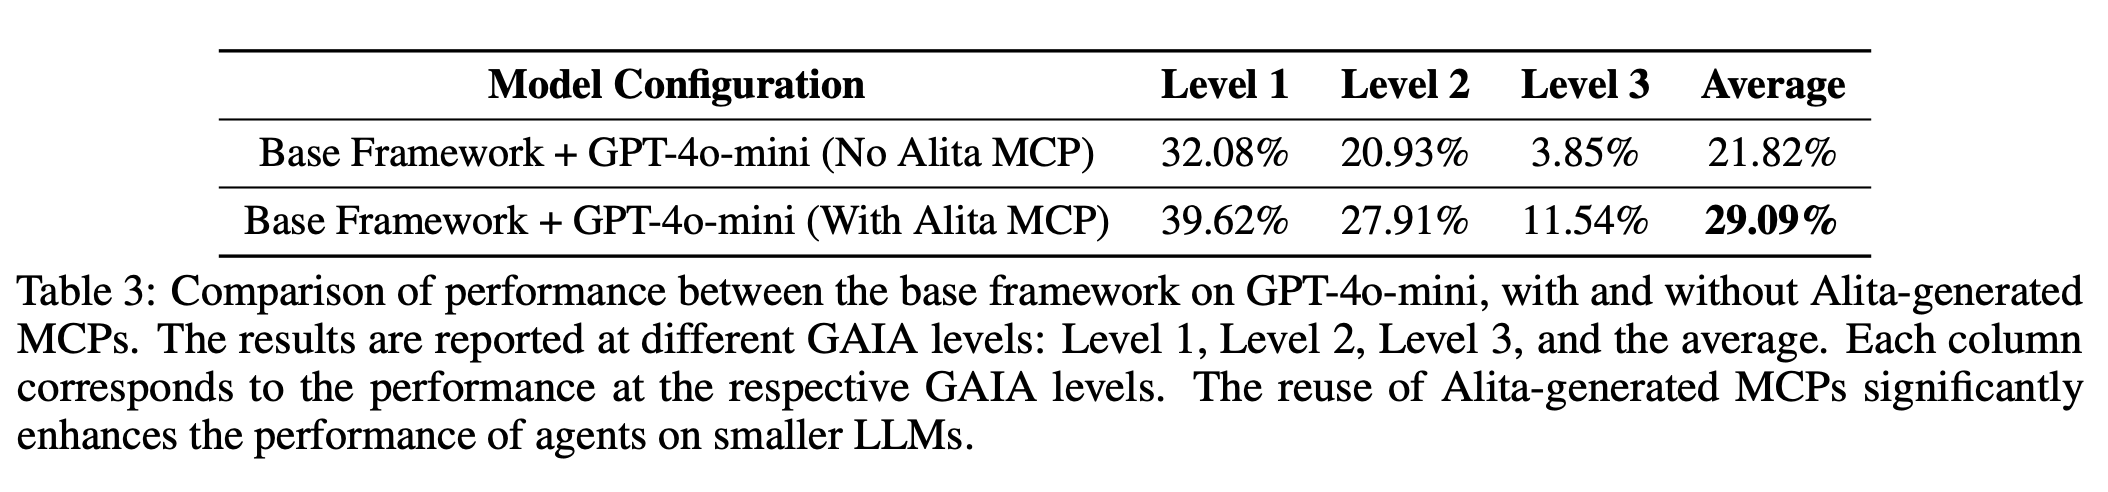 Model Configuration Level 1 Level 2 Level 3 Average
Base Framework + GPT-4o-mini (No Alita MCP) 32.08% 20.93% 3.85% 21.82%
Base Framework + GPT-4o-mini (With Alita MCP) 39.62% 27.91% 11.54% 29.09%
Table 3: Comparison of performance between the base framework on GPT-4o-mini, with and without Alita-generated
MCPs. The results are reported at different GAIA levels: Level 1, Level 2, Level 3, and the average. Each column
corresponds to the performance at the respective GAIA levels. The reuse of Alita-generated MCPs significantly
enhances the performance of agents on smaller LLMs.